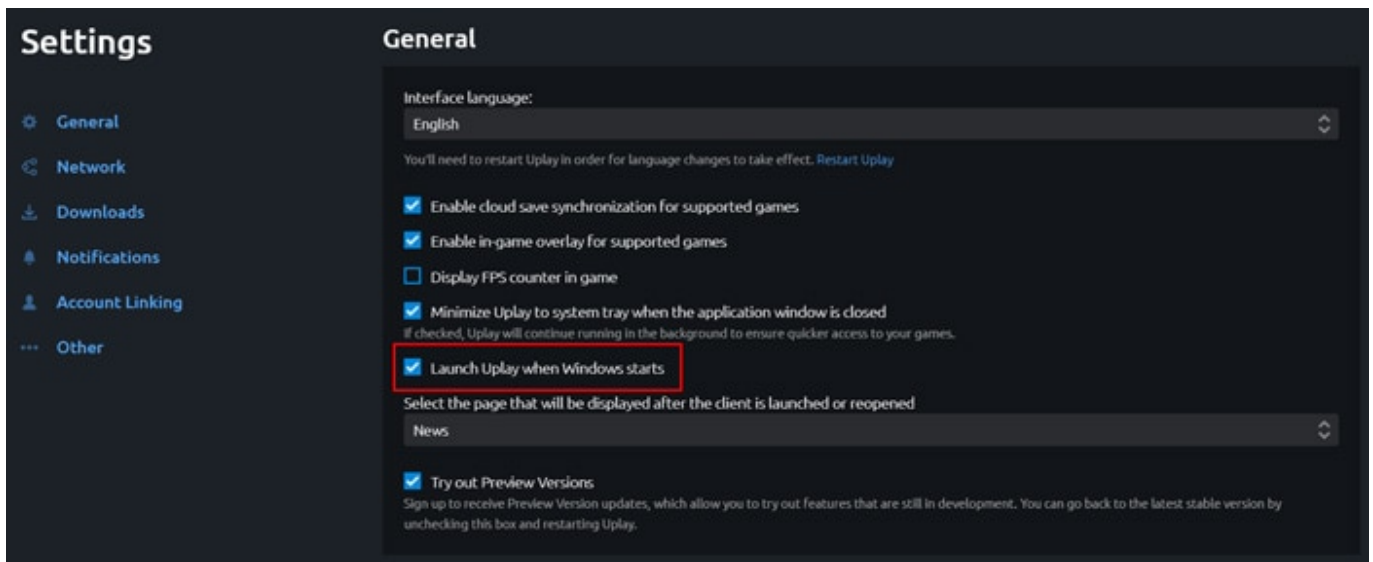 Settings
General
Network
Downloads
Notifications
Account Linking
Other
General
Interface language:
English
You'll need to restart Uplay in order for language changes to take effect. Restart Uplay
Enable cloud save synchronization for supported games
Enable in-game overlay for supported games
Display FPS counter in game
Minimize Uplay to system tray when the application window is closed
If checked, Uplay will continue running in the background to ensure quicker access to your games.
Launch Uplay when Windows starts
Select the page that will be displayed after the client is launched or reopened
News
Try out Preview Versions
Sign up to receive Preview Version updates, which allow you to try out features that are still in development. You can go back to the latest stable version by
unchecking this box and restarting Uplay.